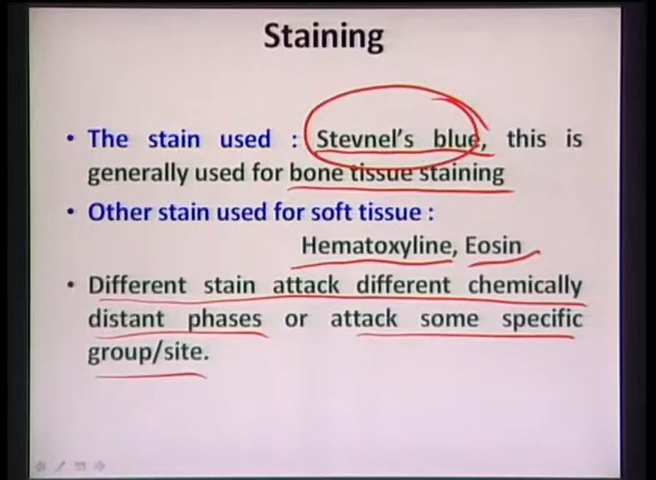 Staining
• The stain used : Stevnel's blue, this is
generally used for bone tissue staining
• Other stain used for soft tissue :
Hematoxyline, Eosin
• Different stain attack different chemically
distant phases or attack some specific
group/site.